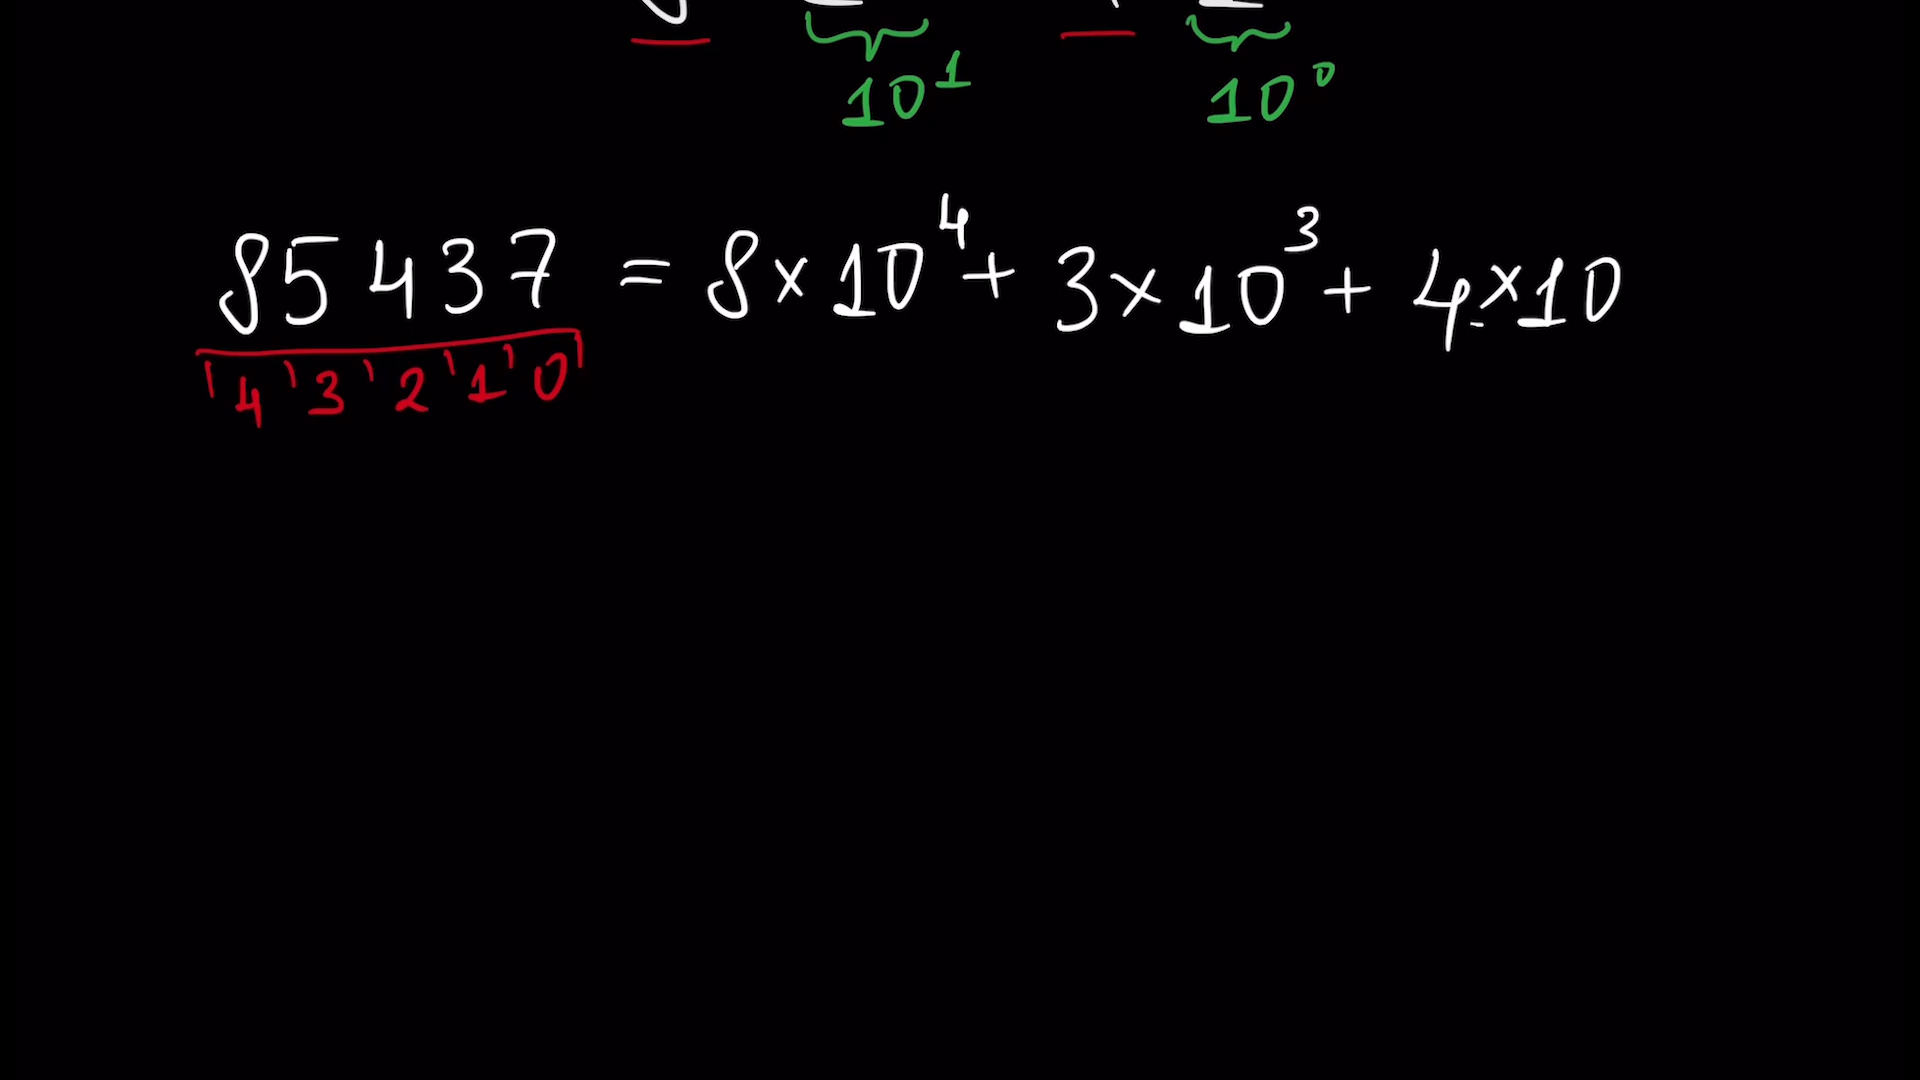 10¹ 10⁰
85437 = 8×10⁴ + 3×10³ + 4×10
4 3 2 1 0